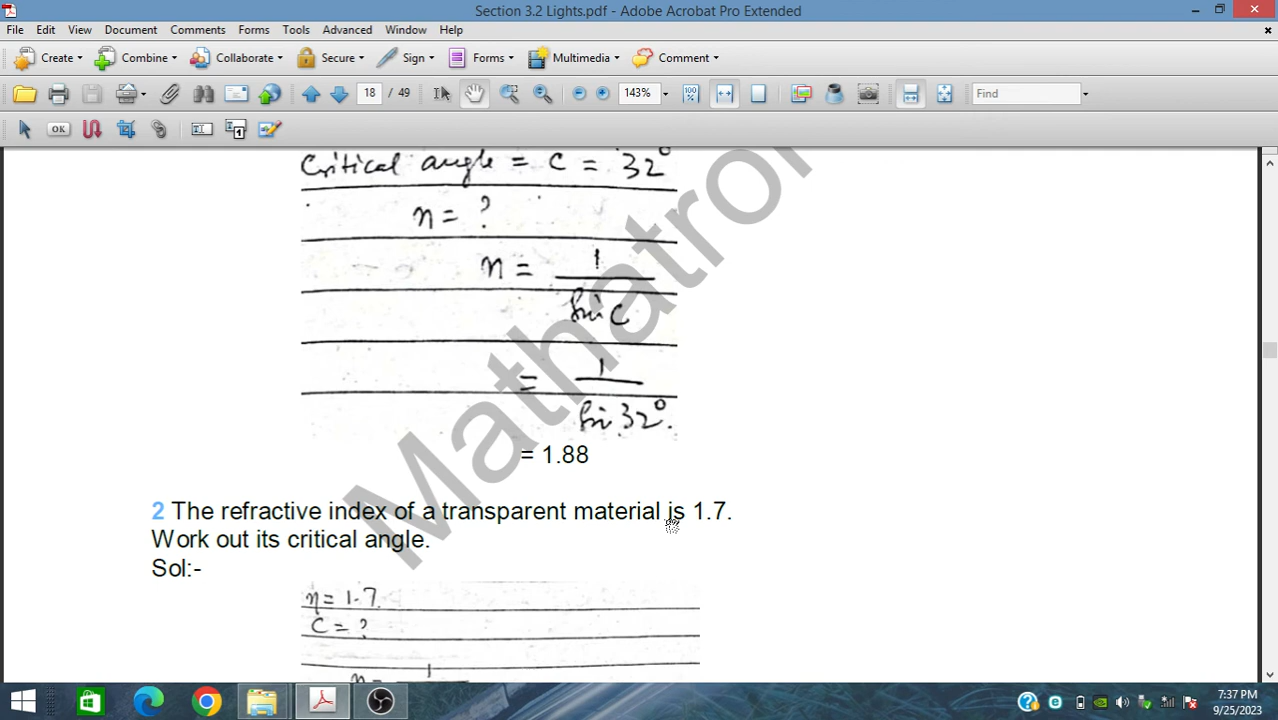 Section 3.2 Lights.pdf - Adobe Acrobat Pro Extended
File Edit View Document Comments Forms Tools Advanced Window Help
Create Combine Collaborate Secure Sign Forms Multimedia Comment
18 / 49 143% Find
OK
Critical angle = C = 32°
n = ?
n = 1
Sin C
= 1
Sin 32°.
= 1.88
Mathatron
2 The refractive index of a transparent material is 1.7.
Work out its critical angle.
Sol:-
n = 1.7
C = ?
n = 1
7:37 PM
9/25/2023